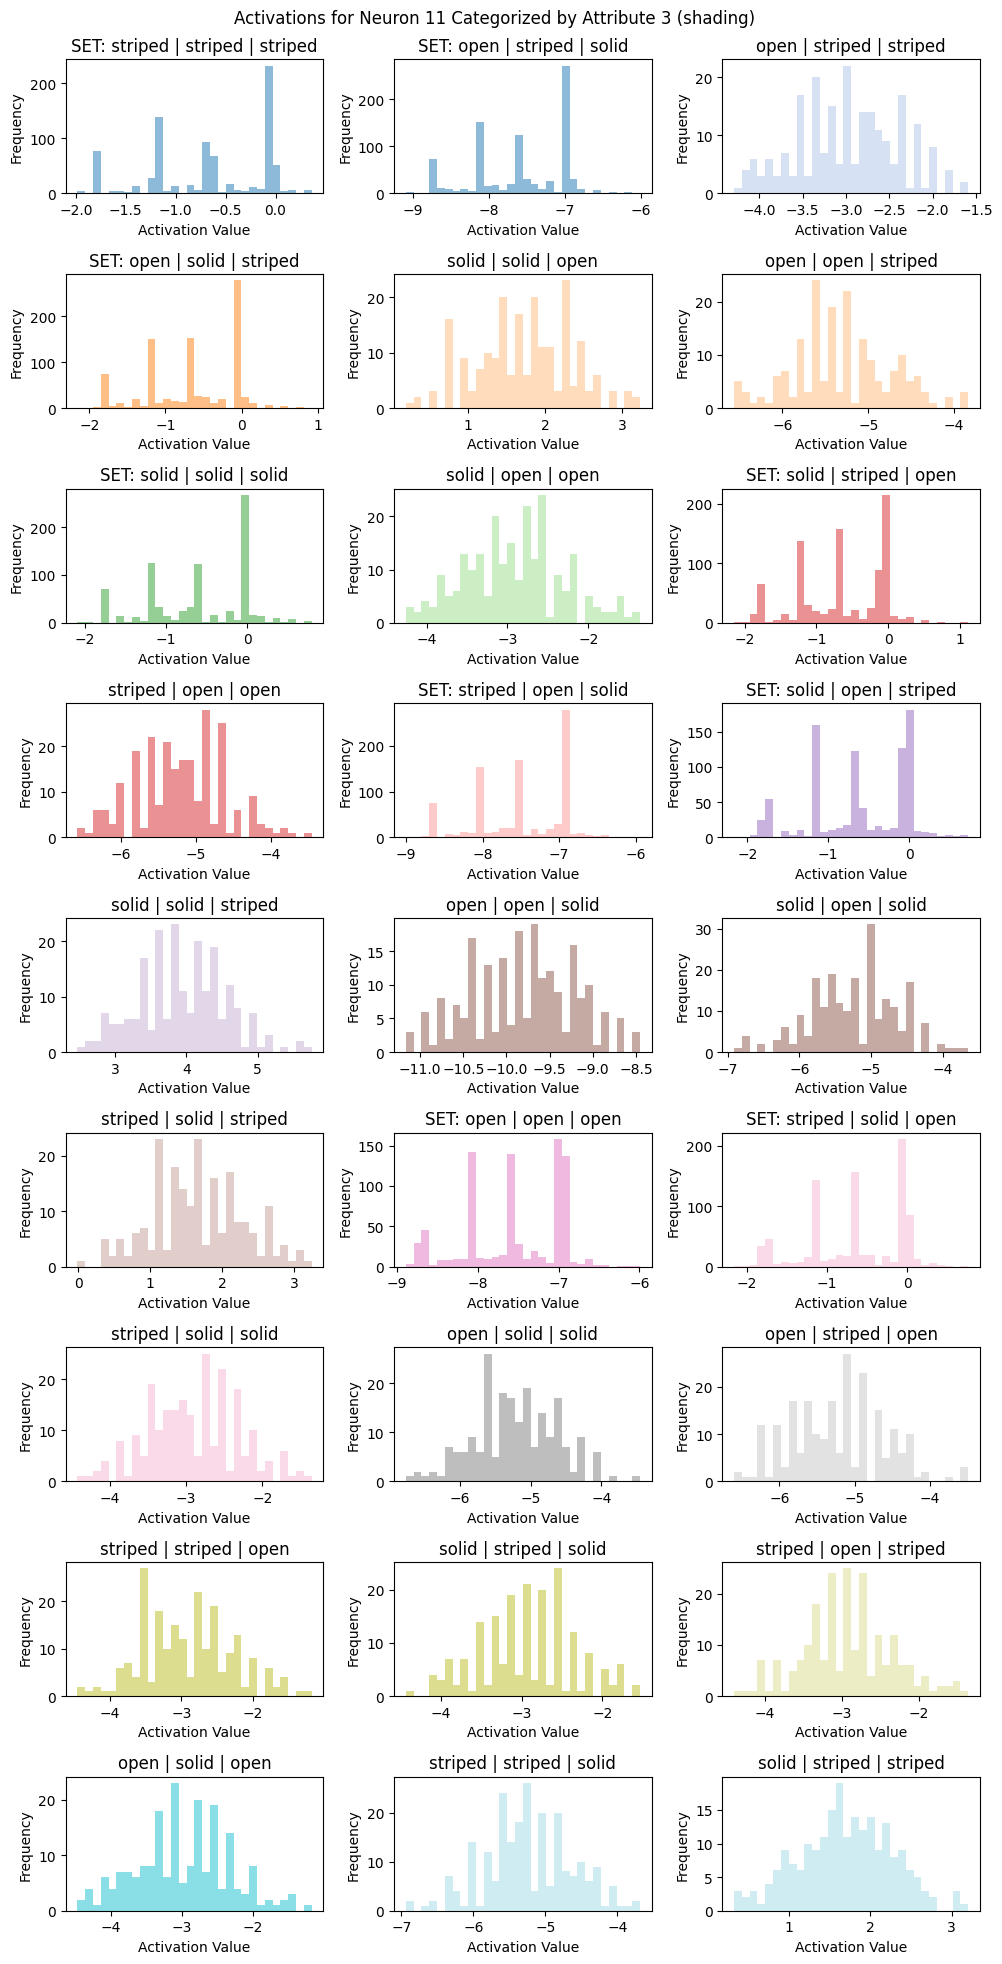 Activations for Neuron 11 Categorized by Attribute 3 (shading)
SET: striped | striped | striped
Frequency
200
100
0
−2.0 −1.5 −1.0 −0.5 0.0
Activation Value
SET: open | striped | solid
Frequency
200
100
0
−9 −8 −7 −6
Activation Value
open | striped | striped
Frequency
20
10
0
−4.0 −3.5 −3.0 −2.5 −2.0 −1.5
Activation Value
SET: open | solid | striped
Frequency
200
100
0
−2 −1 0 1
Activation Value
solid | solid | open
Frequency
20
10
0
1 2 3
Activation Value
open | open | striped
Frequency
20
10
0
−6 −5 −4
Activation Value
SET: solid | solid | solid
Frequency
200
100
0
−2 −1 0
Activation Value
solid | open | open
Frequency
20
10
0
−4 −3 −2
Activation Value
SET: solid | striped | open
Frequency
200
100
0
−2 −1 0 1
Activation Value
striped | open | open
Frequency
20
10
0
−6 −5 −4
Activation Value
SET: striped | open | solid
Frequency
200
100
0
−9 −8 −7 −6
Activation Value
SET: solid | open | striped
Frequency
150
100
50
0
−2 −1 0
Activation Value
solid | solid | striped
Frequency
20
10
0
3 4 5
Activation Value
open | open | solid
Frequency
15
10
5
0
−11.0 −10.5 −10.0 −9.5 −9.0 −8.5
Activation Value
solid | open | solid
Frequency
30
20
10
0
−7 −6 −5 −4
Activation Value
striped | solid | striped
Frequency
20
10
0
0 1 2 3
Activation Value
SET: open | open | open
Frequency
150
100
50
0
−9 −8 −7 −6
Activation Value
SET: striped | solid | open
Frequency
200
100
0
−2 −1 0
Activation Value
striped | solid | solid
Frequency
20
10
0
−4 −3 −2
Activation Value
open | solid | solid
Frequency
20
10
0
−6 −5 −4
Activation Value
open | striped | open
Frequency
20
10
0
−6 −5 −4
Activation Value
striped | striped | open
Frequency
20
10
0
−4 −3 −2
Activation Value
solid | striped | solid
Frequency
20
10
0
−4 −3 −2
Activation Value
striped | open | striped
Frequency
20
10
0
−4 −3 −2
Activation Value
open | solid | open
Frequency
20
10
0
−4 −3 −2
Activation Value
striped | striped | solid
Frequency
20
10
0
−7 −6 −5 −4
Activation Value
solid | striped | striped
Frequency
15
10
5
0
1 2 3
Activation Value